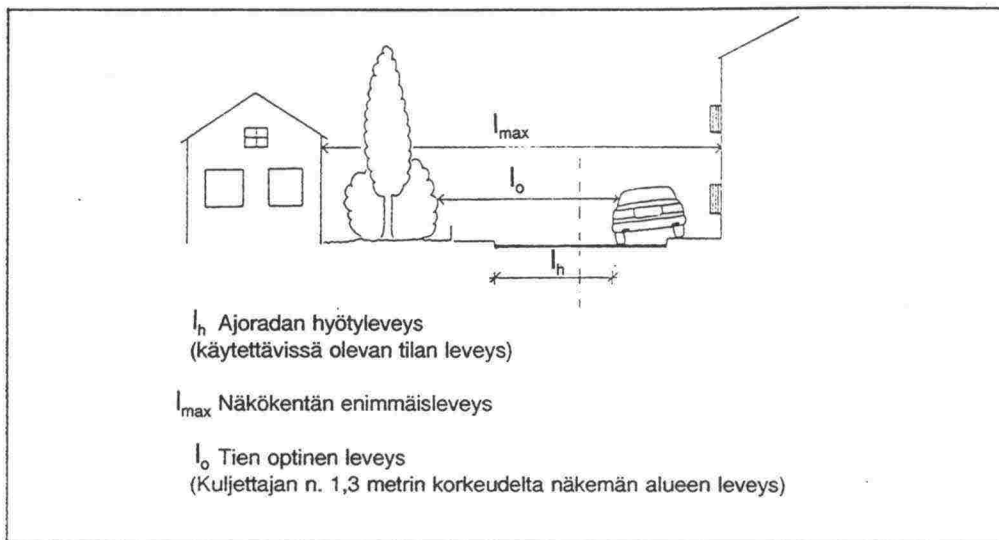 lmax
lo
lh
lh Ajoradan hyötyleveys
(käytettävissä olevan tilan leveys)
lmax Näkökentän enimmäisleveys
lo Tien optinen leveys
(Kuljettajan n. 1,3 metrin korkeudelta näkemän alueen leveys)